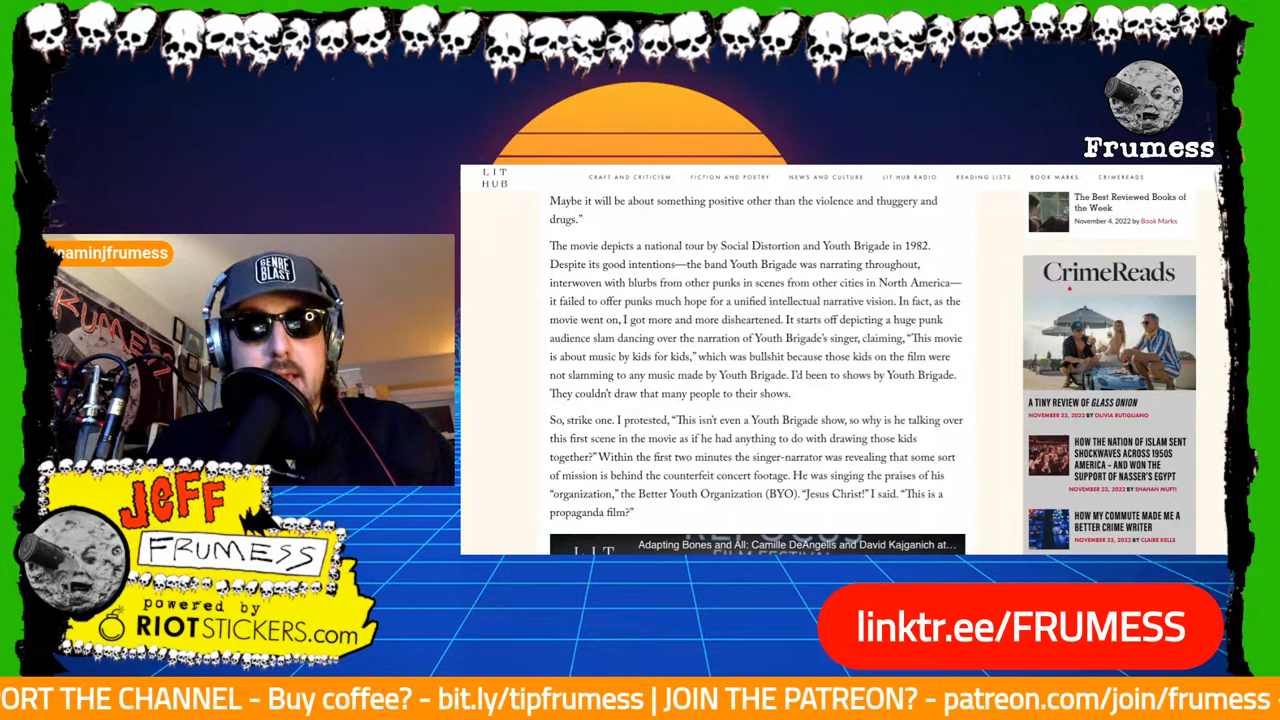 Frumess
LIT
HUB
CRAFT AND CRITICISM
FICTION AND POETRY
NEWS AND CULTURE
LIT HUB RADIO
READING LISTS
BOOK MARKS
CRIMEREADS
Maybe it will be about something positive other than the violence and thuggery and
drugs.”
The movie depicts a national tour by Social Distortion and Youth Brigade in 1982.
Despite its good intentions—the band Youth Brigade was narrating throughout,
interwoven with blurbs from other punks in scenes from other cities in North America—
it failed to offer punks much hope for a unified intellectual narrative vision. In fact, as the
movie went on, I got more and more disheartened. It starts off depicting a huge punk
audience slam dancing over the narration of Youth Brigade’s singer, claiming, “This movie
is about music by kids for kids,” which was bullshit because those kids on the film were
not slamming to any music made by Youth Brigade. I’d been to shows by Youth Brigade.
They couldn’t draw that many people to their shows.
So, strike one. I protested, “This isn’t even a Youth Brigade show, so why is he talking over
this first scene in the movie as if he had anything to do with drawing those kids
together?” Within the first two minutes the singer-narrator was revealing that some sort
of mission is behind the counterfeit concert footage. He was singing the praises of his
“organization,” the Better Youth Organization (BYO). “Jesus Christ!” I said. “This is a
propaganda film?”
LIT
Adapting Bones and All: Camille DeAngelis and David Kajganich at…
FILM FESTIVAL
The Best Reviewed Books of
the Week
November 4, 2022 by Book Marks
CrimeReads
A TINY REVIEW OF GLASS ONION
NOVEMBER 23, 2022 BY OLIVIA RUTIGLIANO
HOW THE NATION OF ISLAM SENT
SHOCKWAVES ACROSS 1950S
AMERICA – AND WON THE
SUPPORT OF NASSER'S EGYPT
NOVEMBER 23, 2022 BY SHAHAN MUFTI
HOW MY COMMUTE MADE ME A
BETTER CRIME WRITER
NOVEMBER 23, 2022 BY CLAIRE KELLS
eaminjfrumess
GENRE
BLAST
RUMESS
JEFF
FRUMESS
powered by
RIOTSTICKERS.com
linktr.ee/FRUMESS
PORT THE CHANNEL - Buy coffee? - bit.ly/tipfrumess | JOIN THE PATREON? - patreon.com/join/frumess